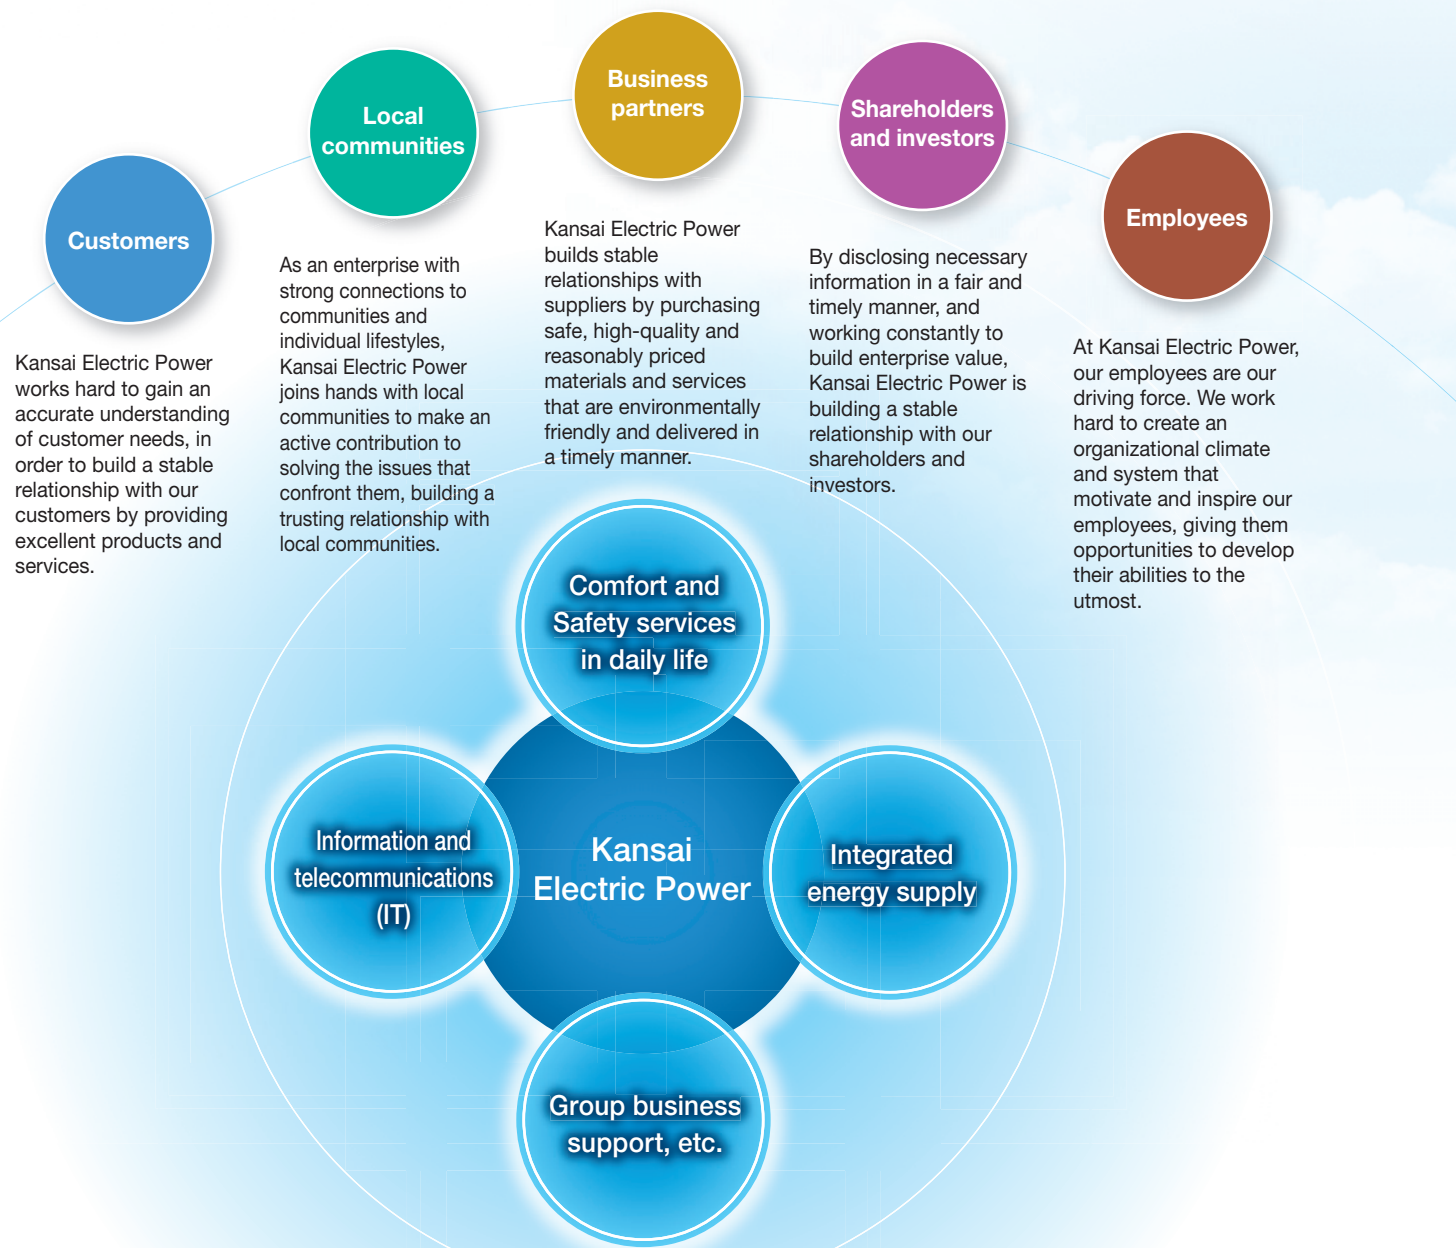 Customers
Kansai Electric Power
works hard to gain an
accurate understanding
of customer needs, in
order to build a stable
relationship with our
customers by providing
excellent products and
services.
Local
communities
As an enterprise with
strong connections to
communities and
individual lifestyles,
Kansai Electric Power
joins hands with local
communities to make an
active contribution to
solving the issues that
confront them, building a
trusting relationship with
local communities.
Business
partners
Kansai Electric Power
builds stable
relationships with
suppliers by purchasing
safe, high-quality and
reasonably priced
materials and services
that are environmentally
friendly and delivered in
a timely manner.
Shareholders
and investors
By disclosing necessary
information in a fair and
timely manner, and
working constantly to
build enterprise value,
Kansai Electric Power is
building a stable
relationship with our
shareholders and
investors.
Employees
At Kansai Electric Power,
our employees are our
driving force. We work
hard to create an
organizational climate
and system that
motivate and inspire our
employees, giving them
opportunities to develop
their abilities to the
utmost.
Comfort and
Safety services
in daily life
Information and
telecommunications
(IT)
Kansai
Electric Power
Integrated
energy supply
Group business
support, etc.